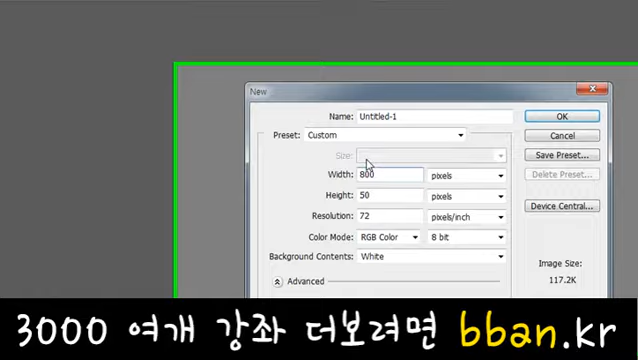 New
Name: Untitled-1
OK
Preset: Custom
Cancel
Size:
Save Preset...
Width: 800 pixels
Delete Preset...
Height: 50 pixels
Resolution: 72 pixels/inch
Device Central...
Color Mode: RGB Color 8 bit
Background Contents: White
Image Size:
117.2K
Advanced
3000 여개 강좌 더보려면 bban.kr